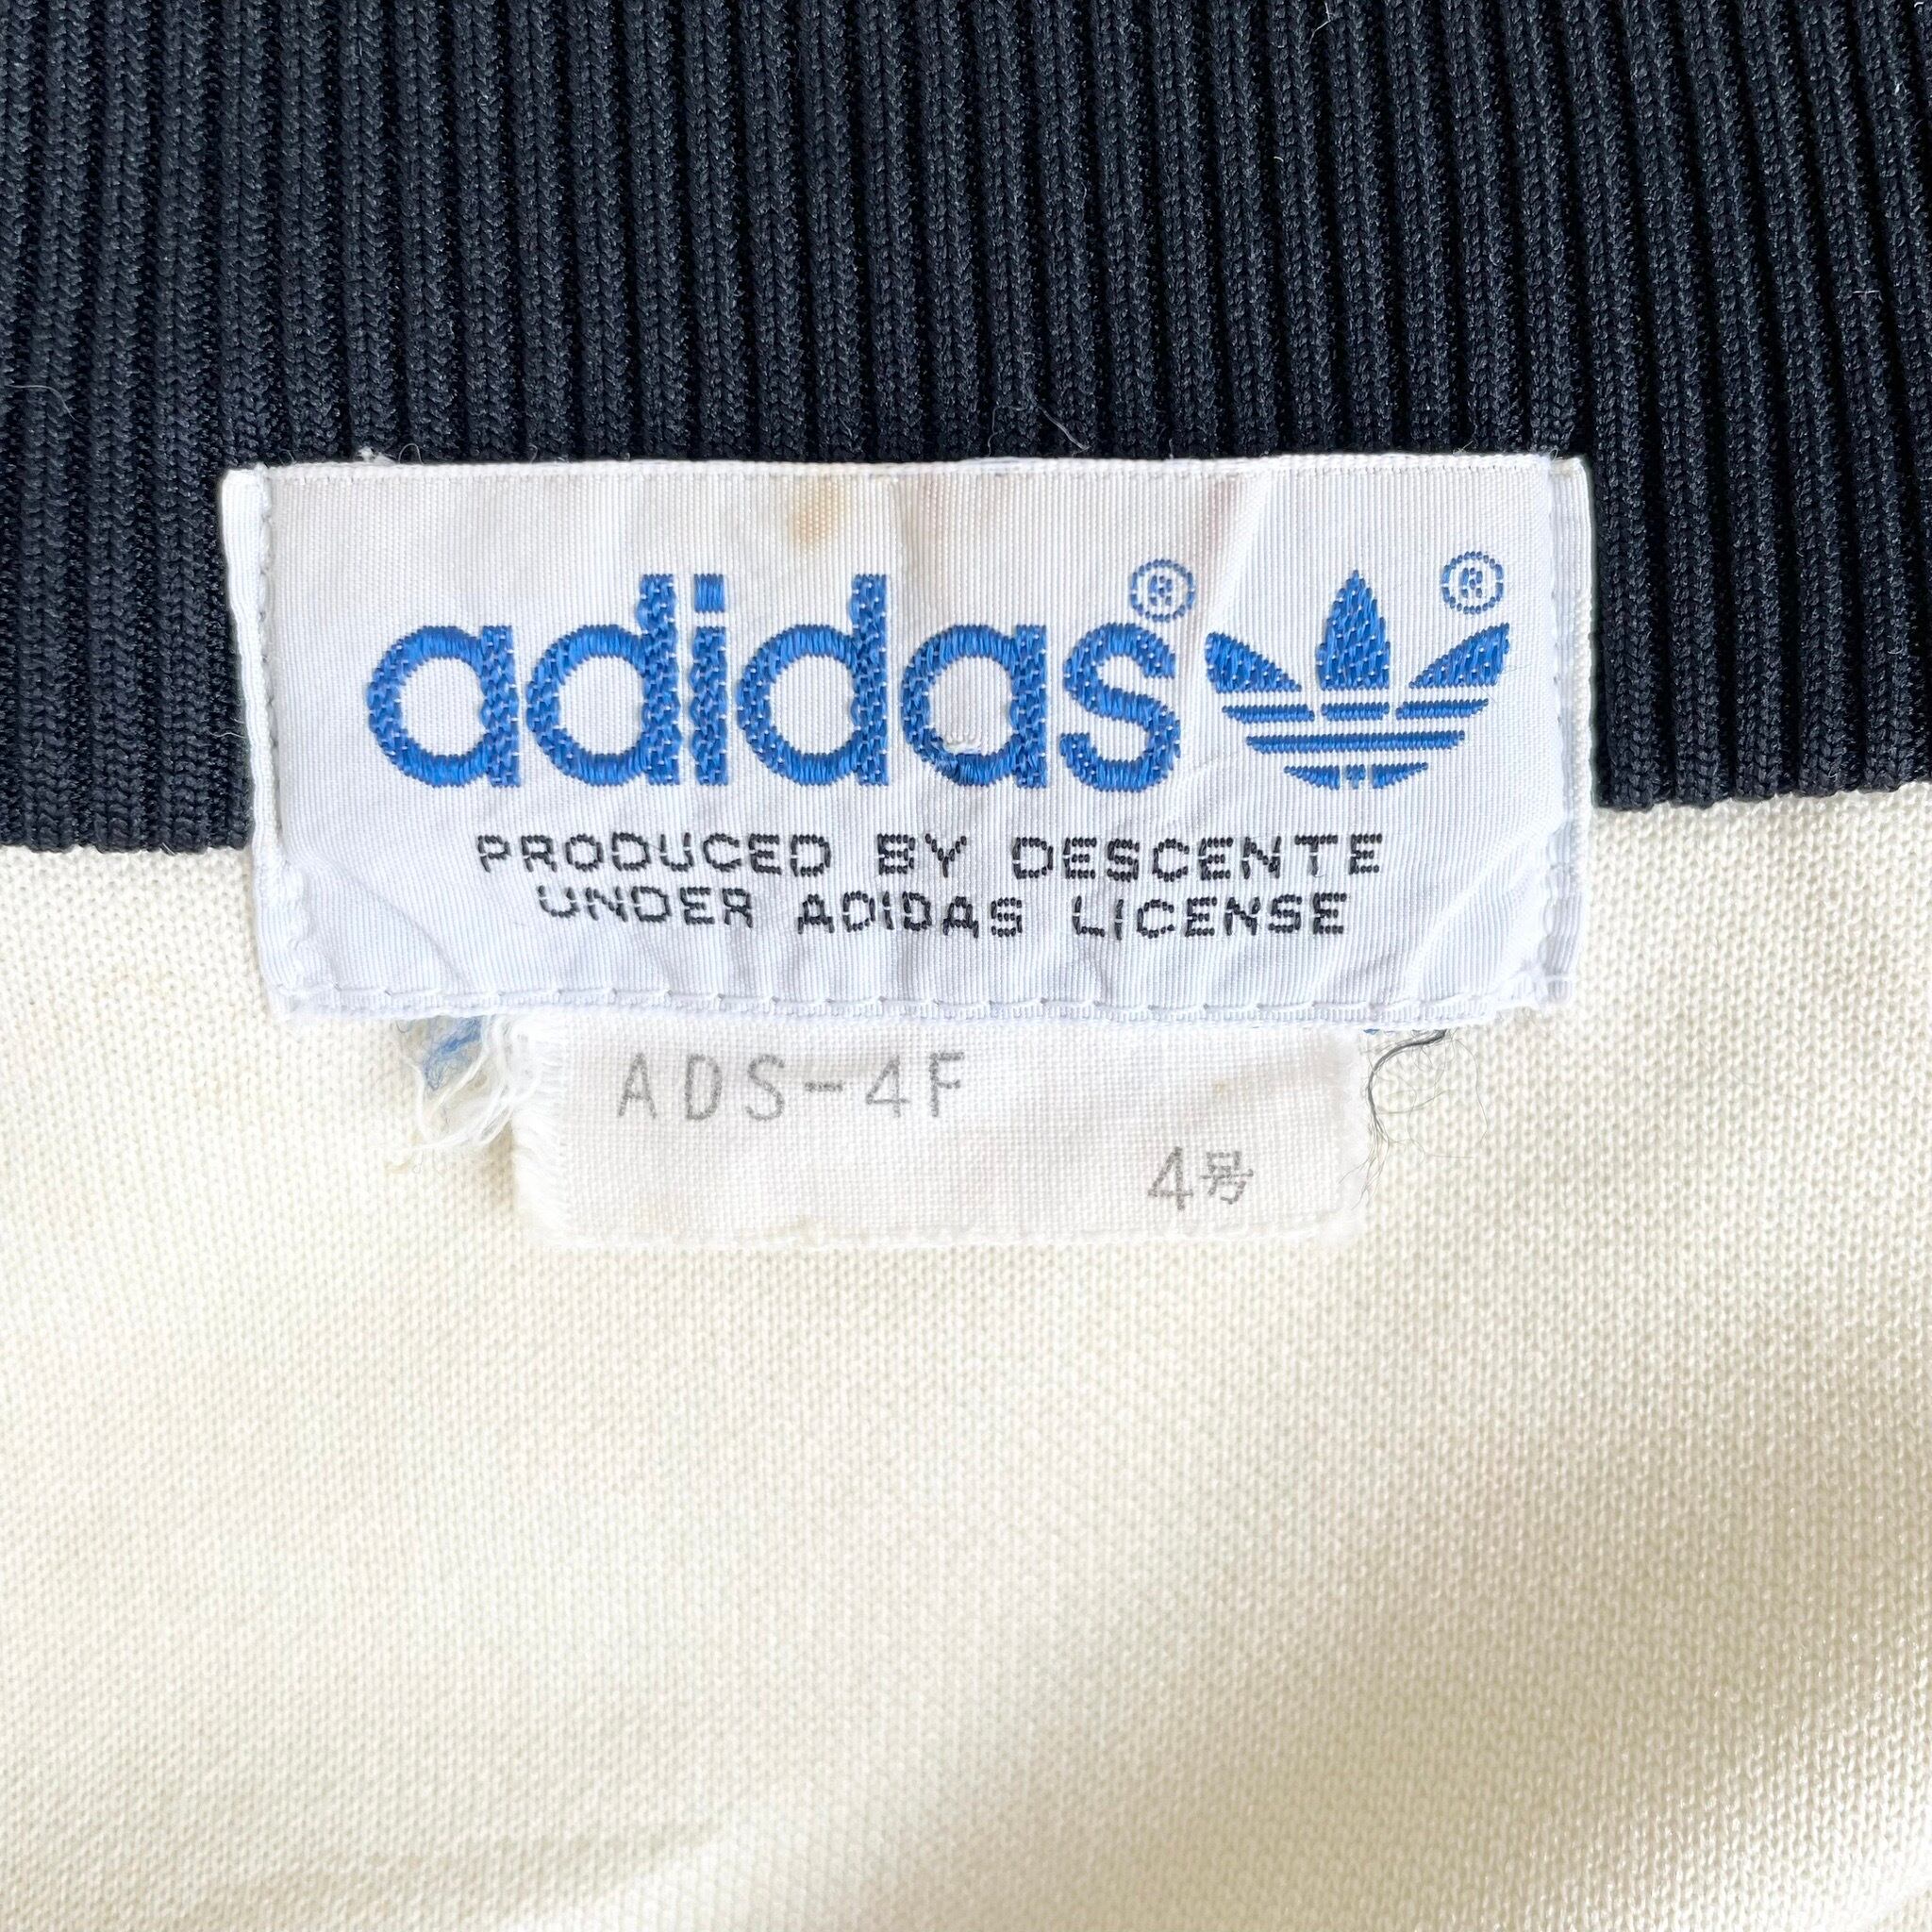 adidas® ®
PRODUCED BY DESCENTE
UNDER ADIDAS LICENSE
ADS-4F
4号